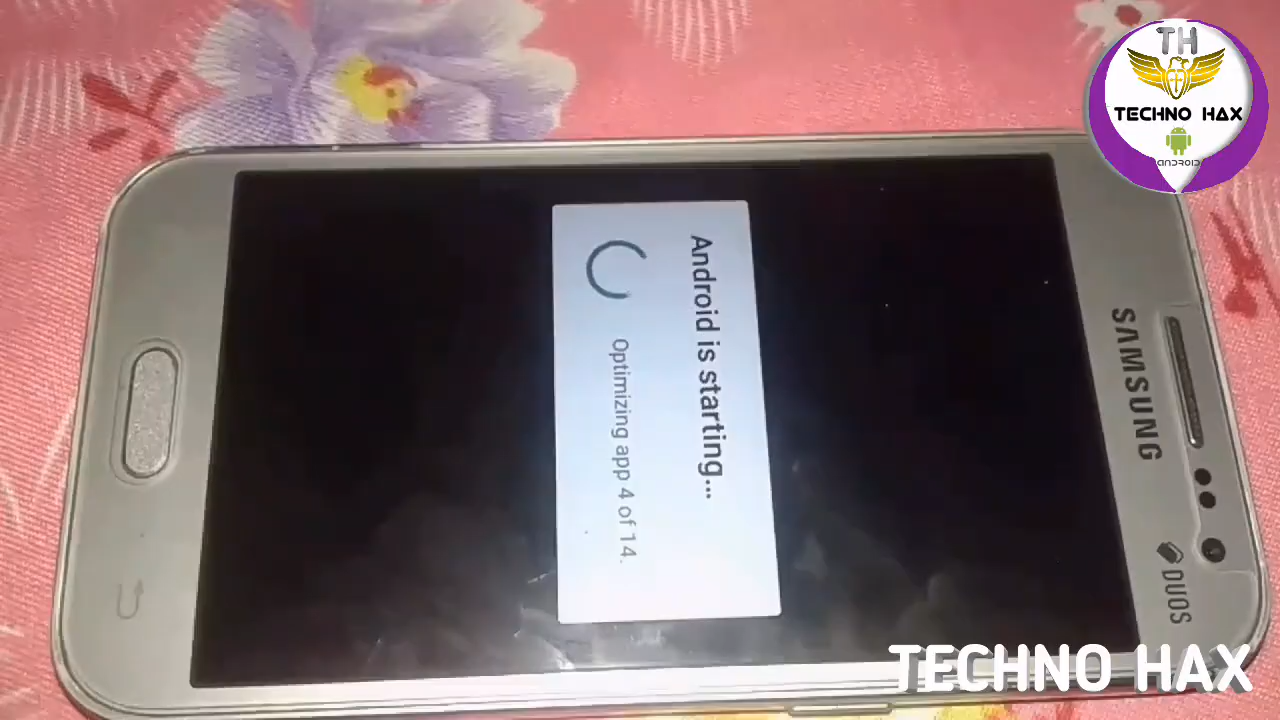 TH
TECHNO HAX
ANDROID
Android is starting...
Optimizing app 4 of 14.
SAMSUNG
DUOS
TECHNO HAX